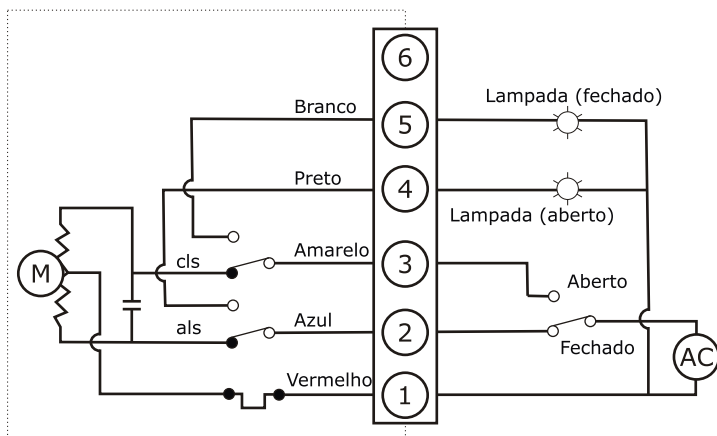 6
Branco
5
Lampada (fechado)
Preto
4
Lampada (aberto)
cls
Amarelo
3
Aberto
M
als
Azul
2
Fechado
AC
Vermelho
1